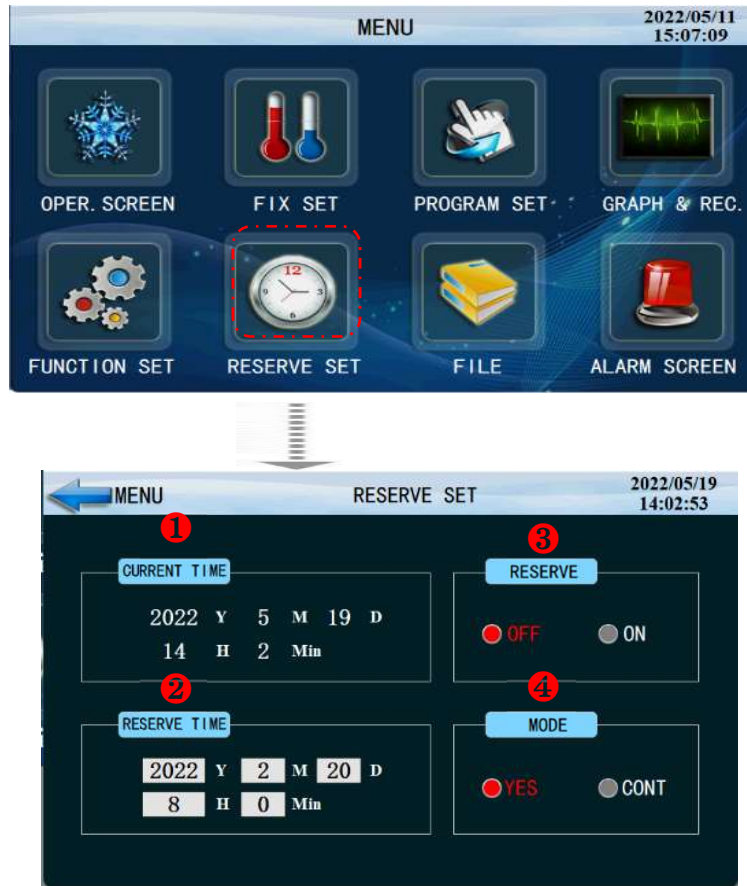 MENU
2022/05/11
15:07:09
OPER. SCREEN
FIX SET
PROGRAM SET
GRAPH & REC.
12
3
6
9
FUNCTION SET
RESERVE SET
FILE
ALARM SCREEN
MENU
RESERVE SET
2022/05/19
14:02:53
1
CURRENT TIME
2022 Y 5 M 19 D
14 H 2 Min
2
RESERVE TIME
2022 Y 2 M 20 D
8 H 0 Min
3
RESERVE
OFF ON
4
MODE
YES CONT